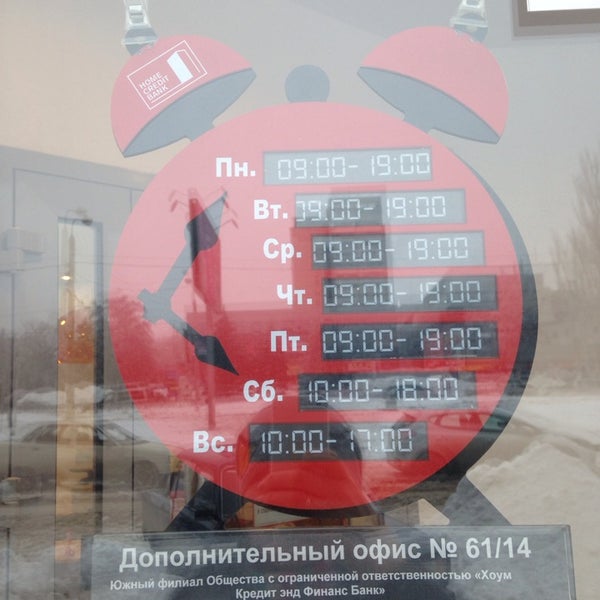 HOME
CREDIT
BANK
Пн. 09:00-19:00
Вт. 09:00-19:00
Ср. 09:00-19:00
Чт. 09:00-19:00
Пт. 09:00-19:00
Сб. 10:00-18:00
Вс. 10:00-17:00
Дополнительный офис № 61/14
Южный филиал Общества с ограниченной ответственностью «Хоум
Кредит энд Финанс Банк»